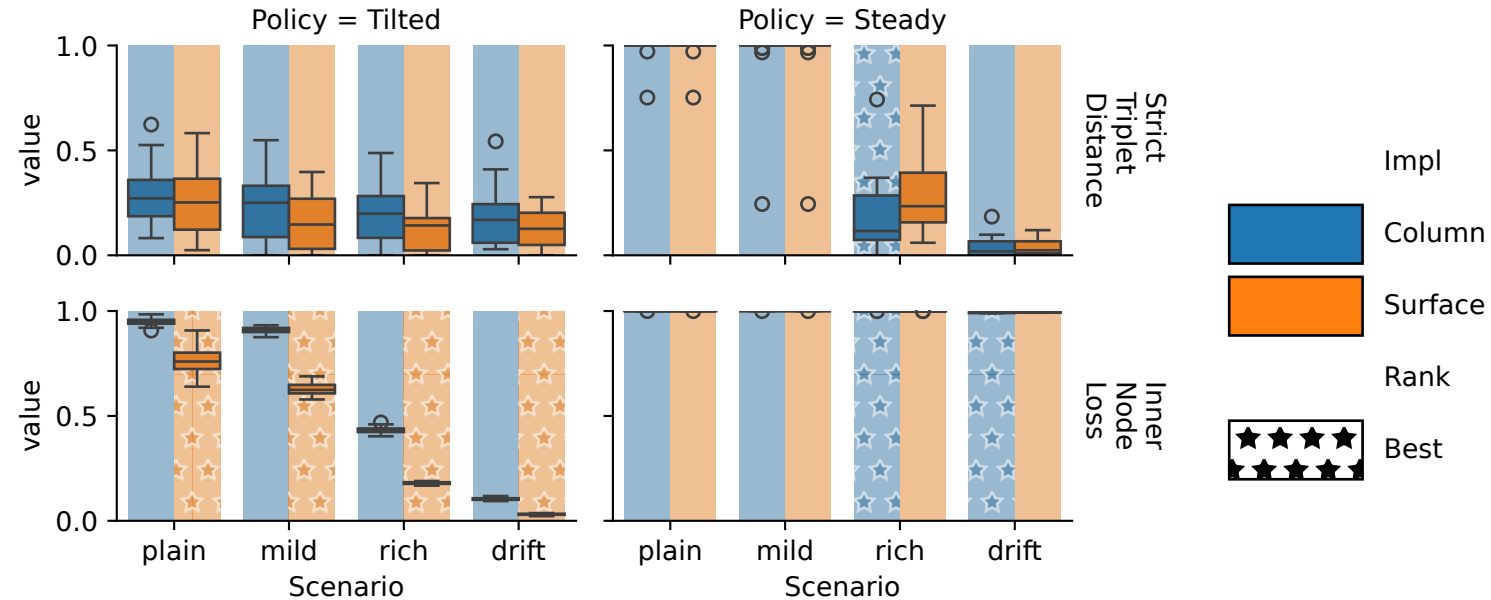 Policy = Tilted
Policy = Steady
1.0
0.5
0.0
value
Strict
Triplet
Distance
1.0
0.5
0.0
value
Inner
Node
Loss
plain
mild
rich
drift
Scenario
plain
mild
rich
drift
Scenario
Impl
Column
Surface
Rank
Best